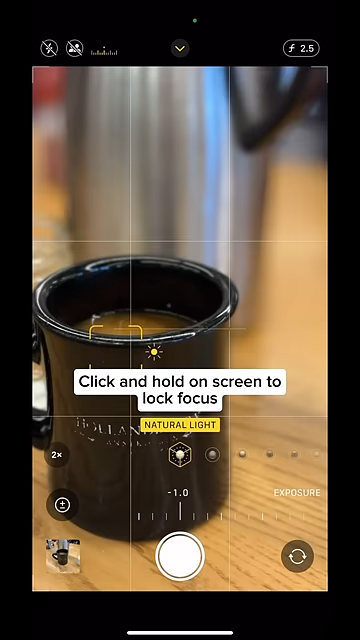 f 2.5
Click and hold on screen to
lock focus
NATURAL LIGHT
2×
-1.0
EXPOSURE